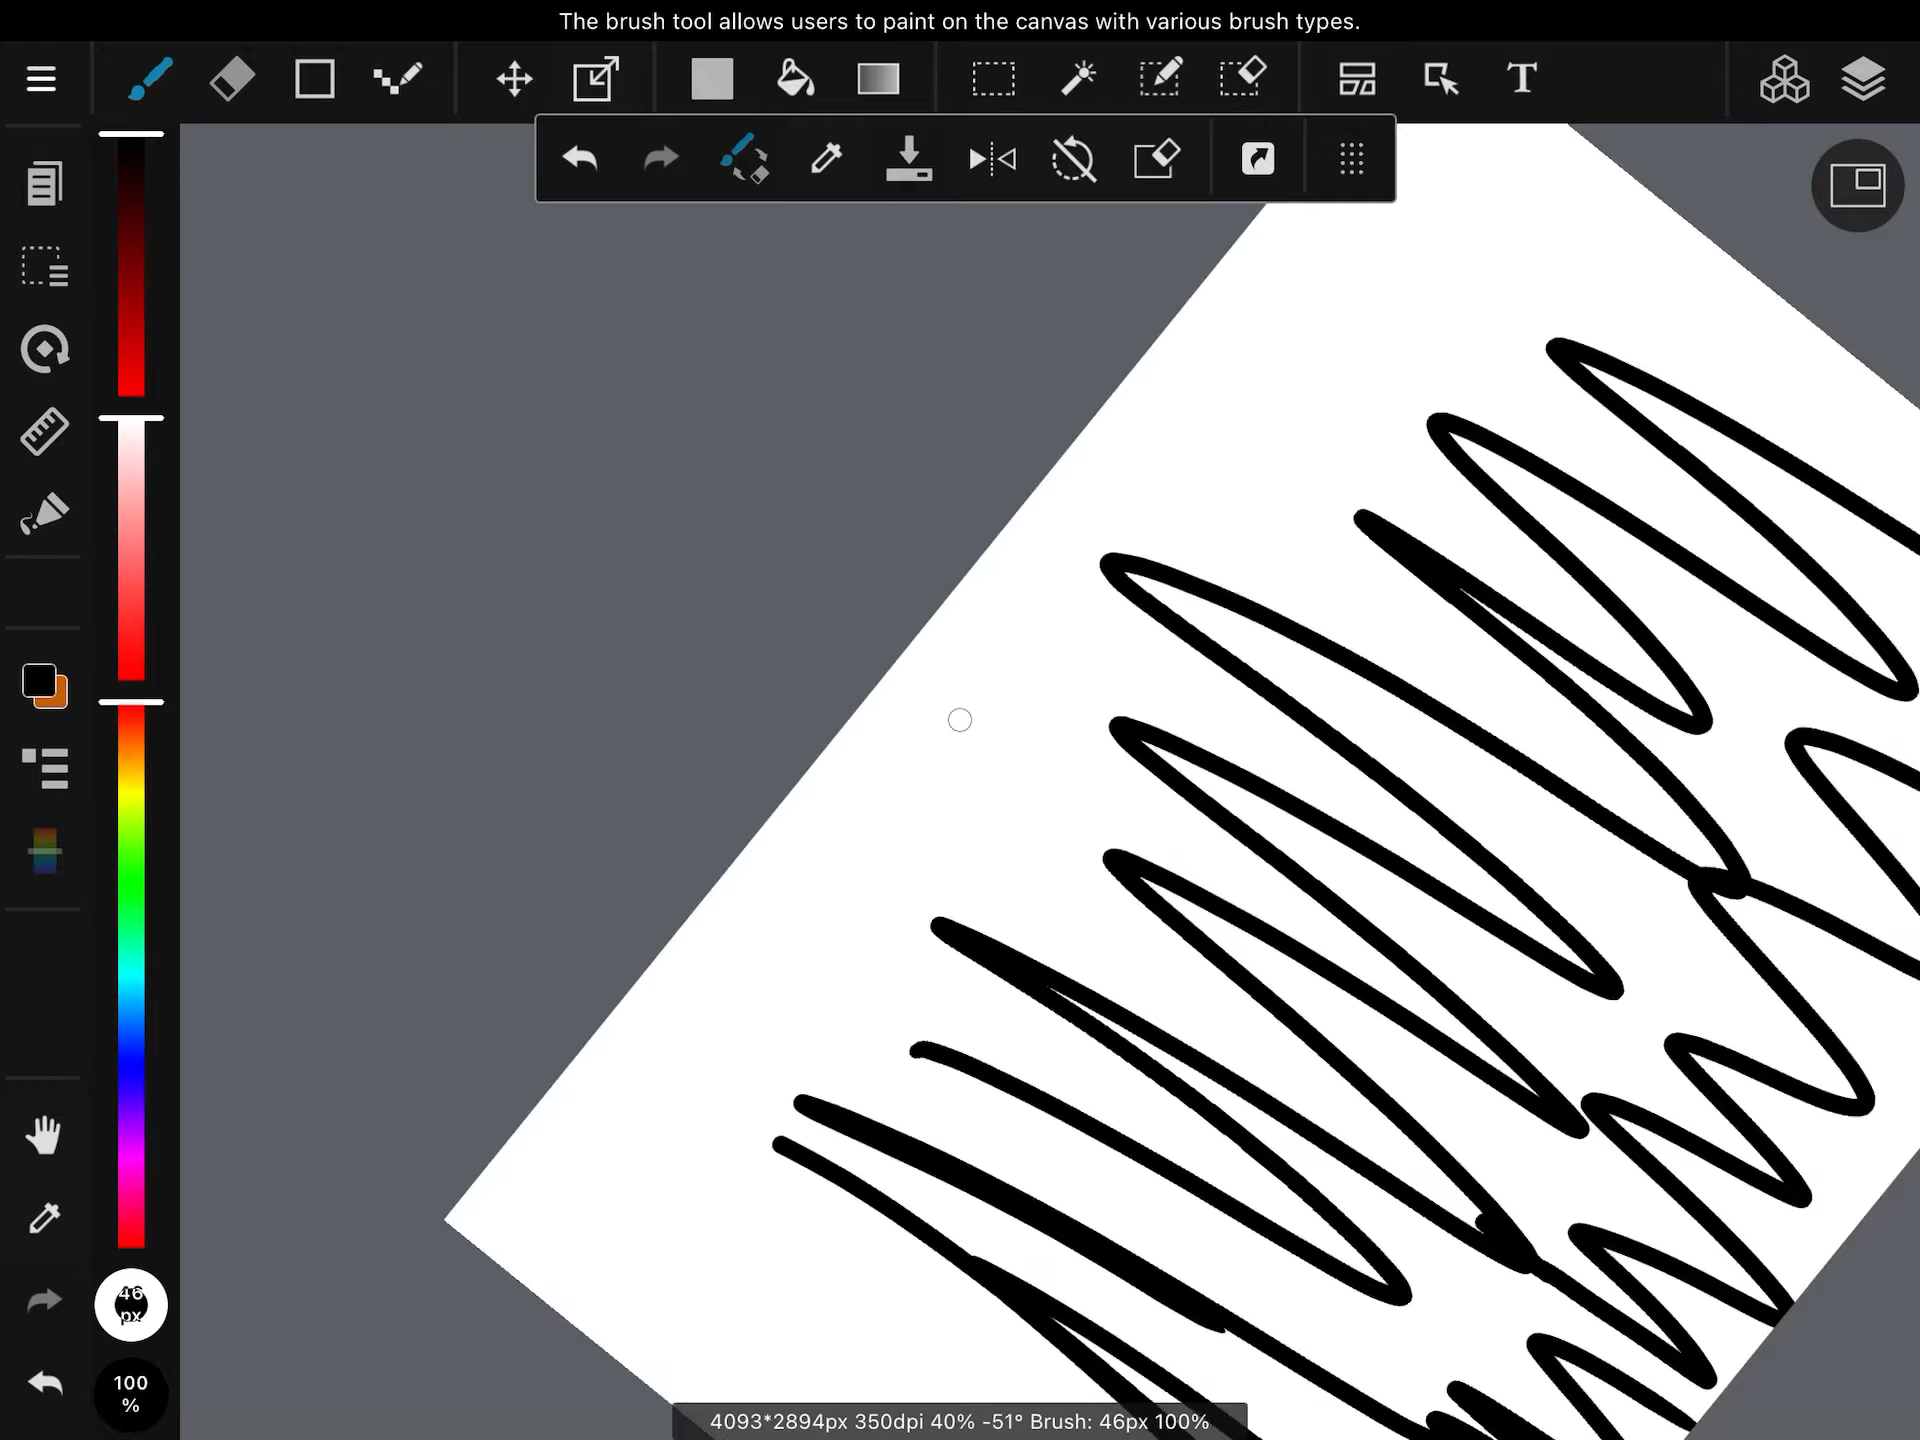 The brush tool allows users to paint on the canvas with various brush types.
T
46
px
100
%
4093*2894px 350dpi 40% -51° Brush: 46px 100%